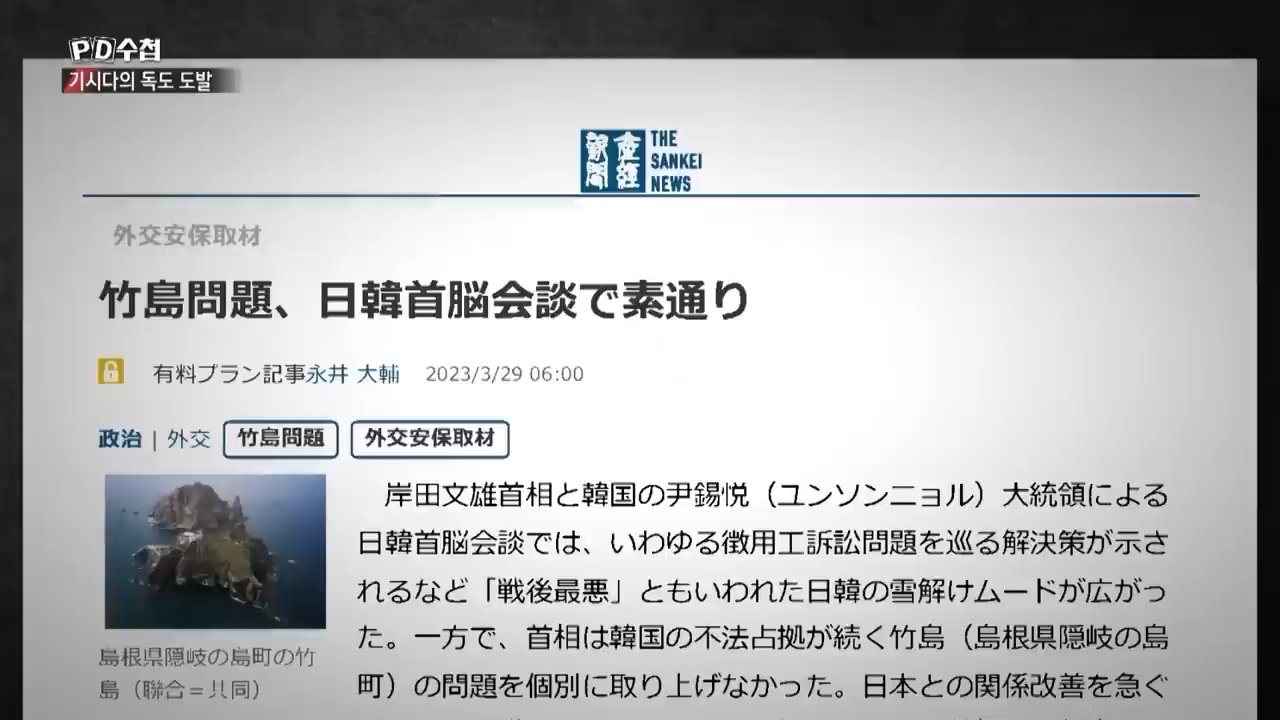 PD수첩
기시다의 독도 도발
産經新聞
THE
SANKEI
NEWS
外交安保取材
竹島問題、日韓首脳会談で素通り
有料プラン記事永井 大輔 2023/3/29 06:00
政治 | 外交 竹島問題 外交安保取材
岸田文雄首相と韓国の尹錫悦（ユンソンニョル）大統領による
日韓首脳会談では、いわゆる徴用工訴訟問題を巡る解決策が示さ
れるなど「戦後最悪」ともいわれた日韓の雪解けムードが広がっ
た。一方で、首相は韓国の不法占拠が続く竹島（島根県隠岐の島
町）の問題を個別に取り上げなかった。日本との関係改善を急ぐ
島根県隠岐の島町の竹
島（聯合＝共同）